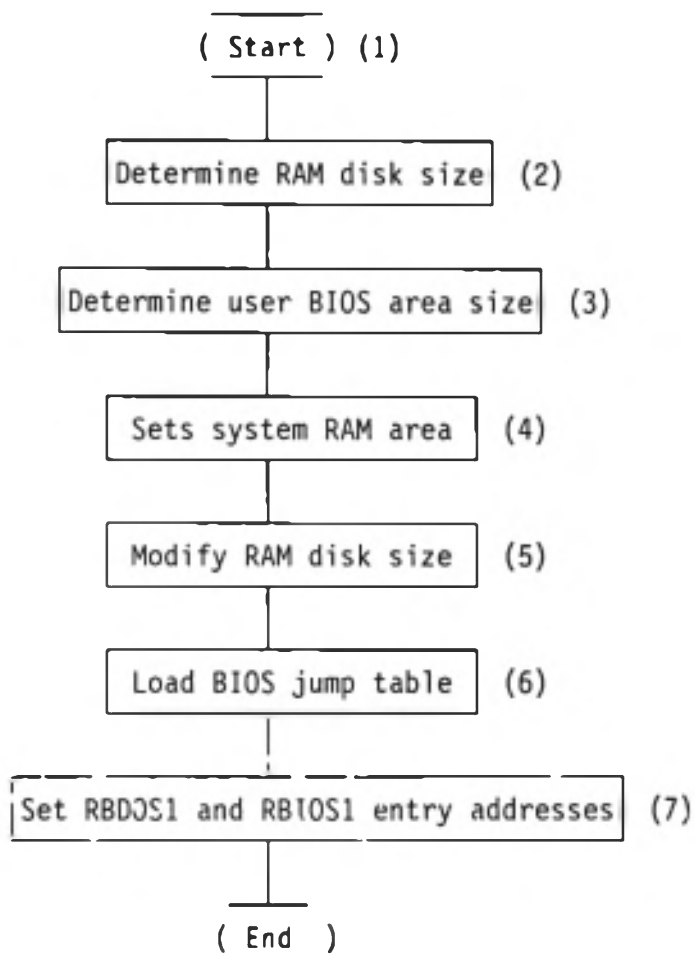 ( Start ) (1)
Determine RAM disk size (2)
Determine user BIOS area size (3)
Sets system RAM area (4)
Modify RAM disk size (5)
Load BIOS jump table (6)
Set RBDOS1 and RBIOS1 entry addresses (7)
( End )